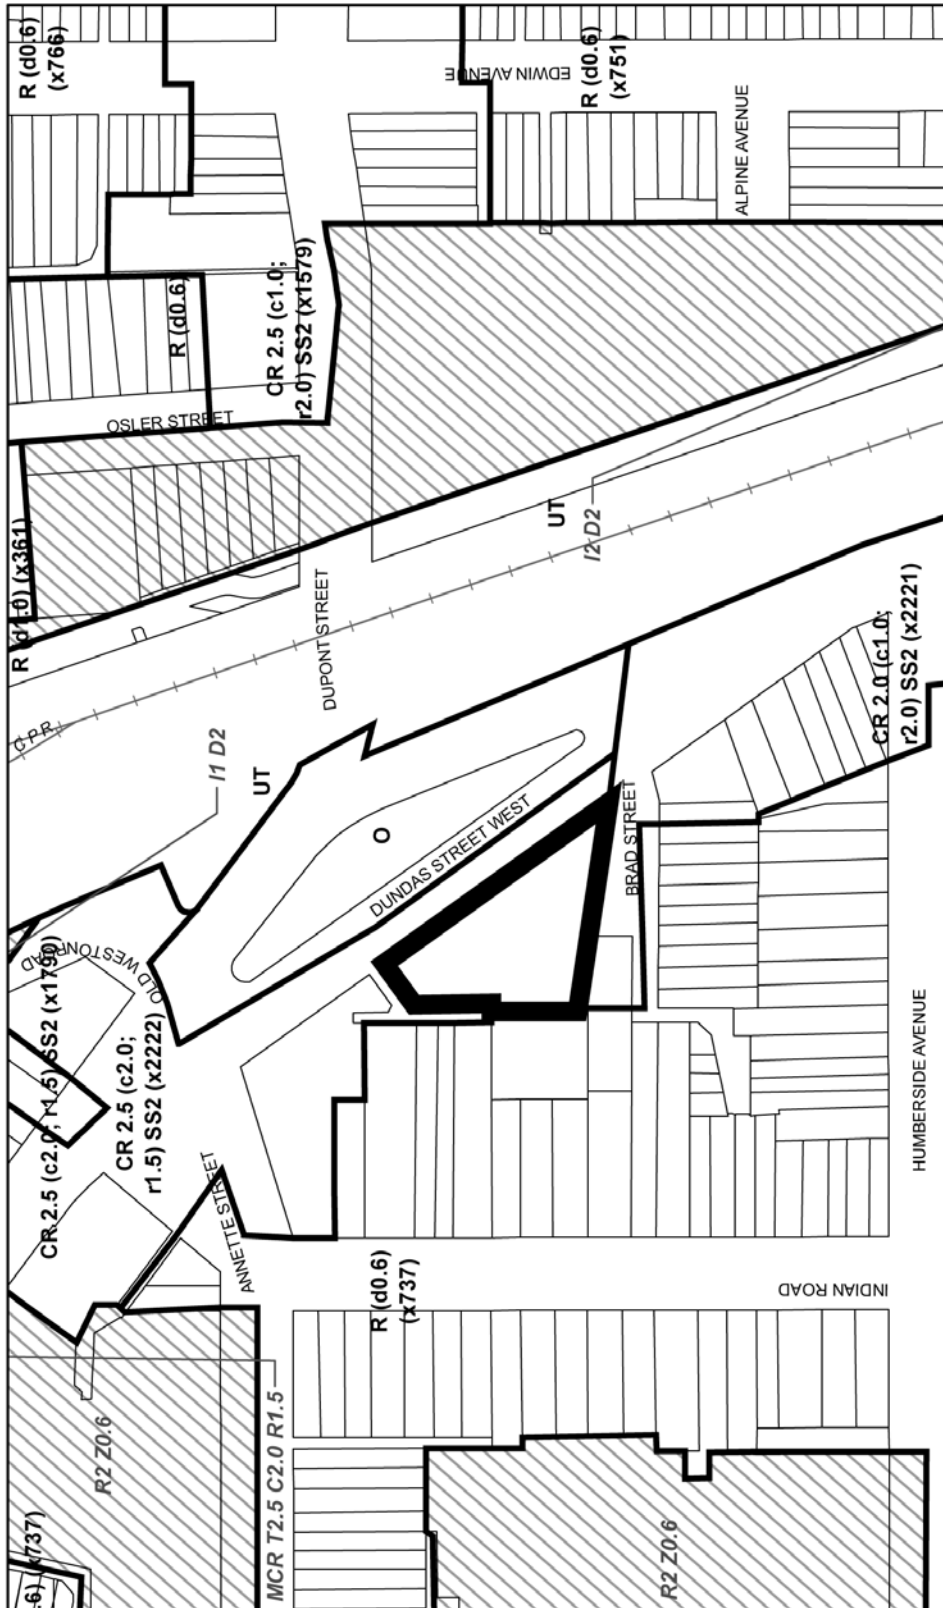 R (d0.6)
(x766)
EDWIN AVENUE
R (d0.6)
(x751)
ALPINE AVENUE
R (d0.6)
CR 2.5 (c1.0;
r2.0) SS2 (x1579)
OSLER STREET
R (d1.0) (x361)
UT
I2 D2
DUPONT STREET
CPR
I1 D2
UT
O
DUNDAS STREET WEST
BRAD STREET
CR 2.0 (c1.0;
r2.0) SS2 (x2221)
OLD WESTON ROAD
CR 2.5 (c2.0; r1.5) SS2 (x1790)
CR 2.5 (c2.0;
r1.5) SS2 (x2222)
ANNETTE STREET
HUMBERSIDE AVENUE
R (d0.6)
(x737)
INDIAN ROAD
MCR T2.5 C2.0 R1.5
R2 Z0.6
R2 Z0.6
.6) (x737)